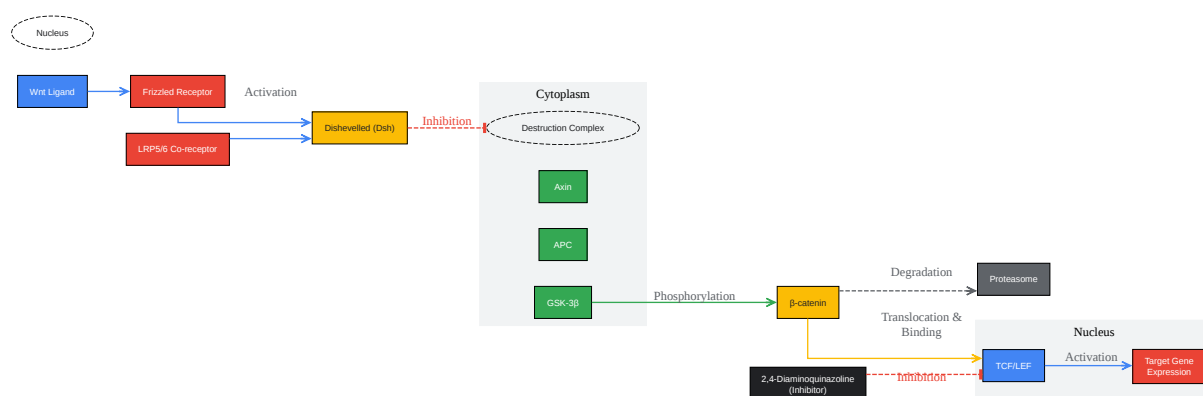 Nucleus
Wnt Ligand
Frizzled Receptor
Activation
LRP5/6 Co-receptor
Dishevelled (Dsh)
Inhibition
Cytoplasm
Destruction Complex
Axin
APC
GSK-3β
Phosphorylation
β-catenin
Degradation
Proteasome
Translocation &
Binding
Nucleus
2,4-Diaminoquinazoline
(Inhibitor)
Inhibition
TCF/LEF
Activation
Target Gene
Expression